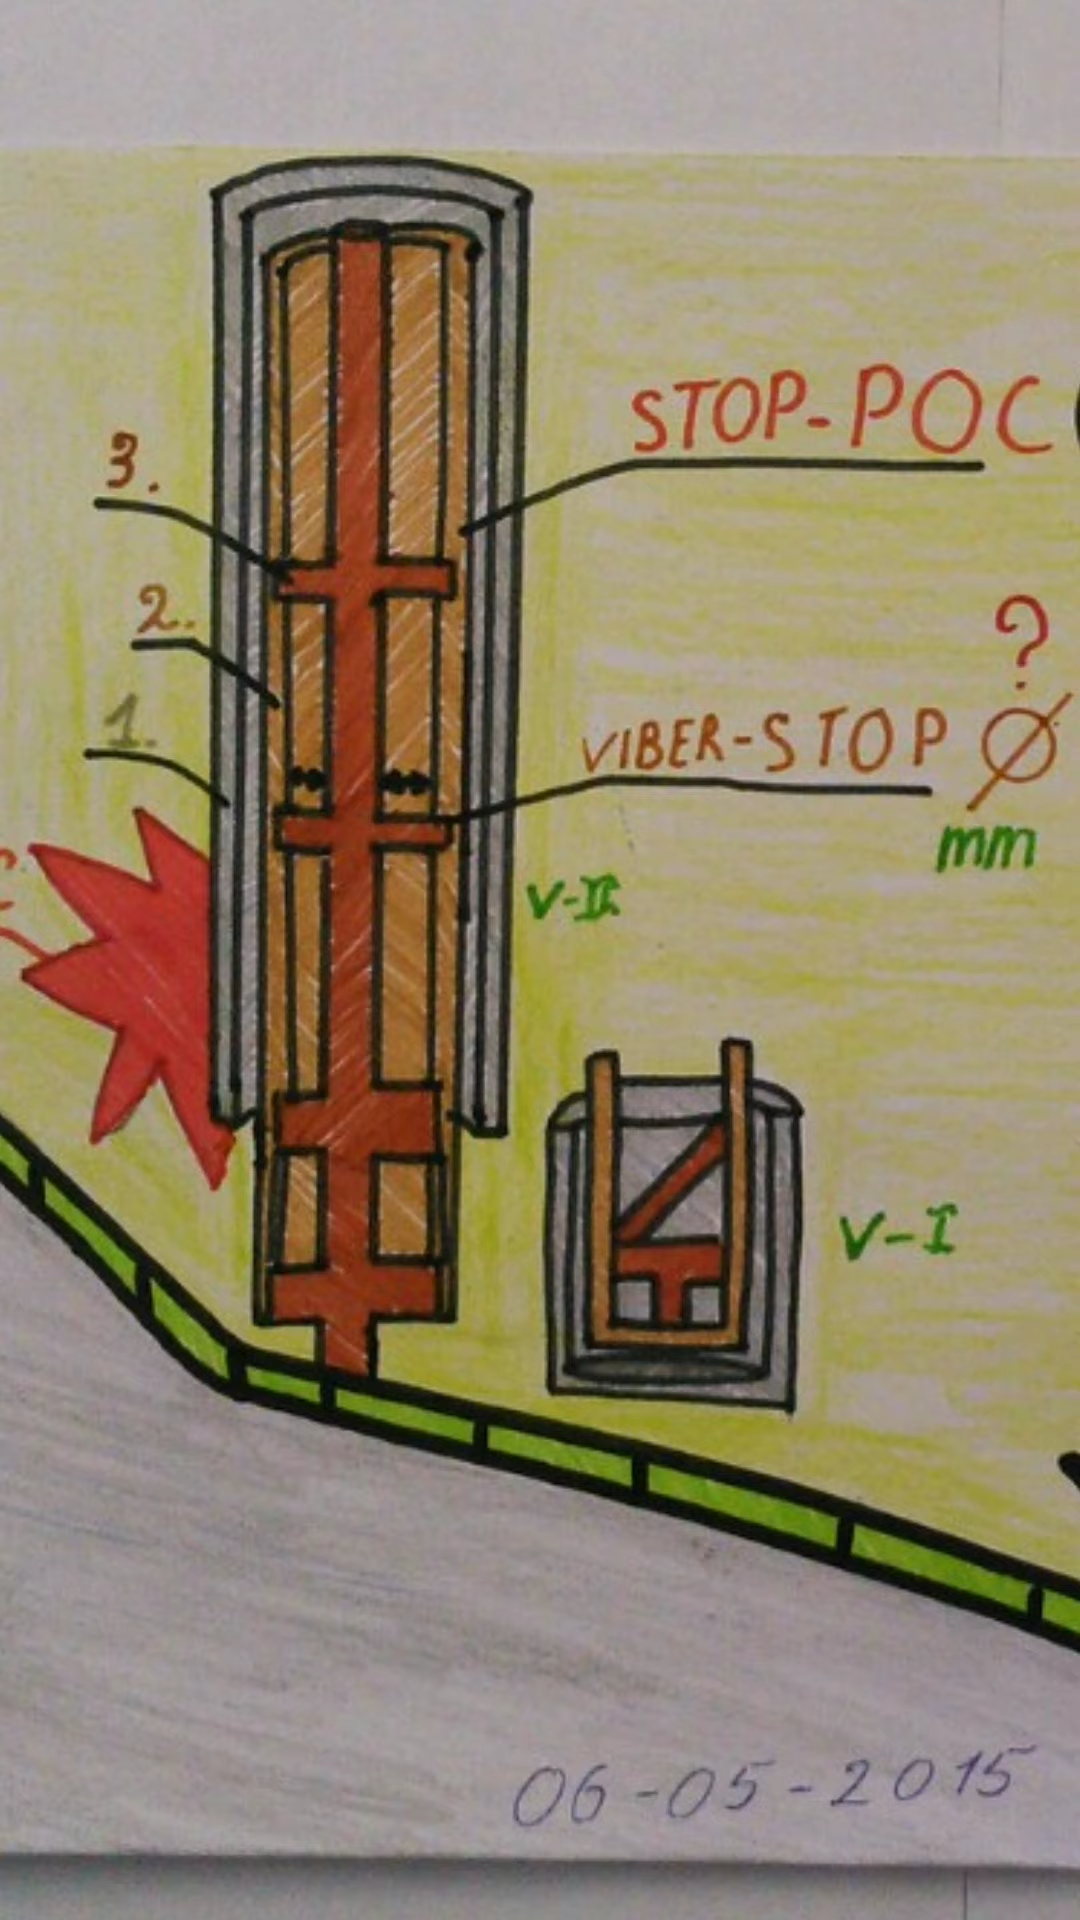 STOP-POC
3.
2.
?
1.
VIBER-STOP Ø
mm
V-II
V-I
06-05-2015